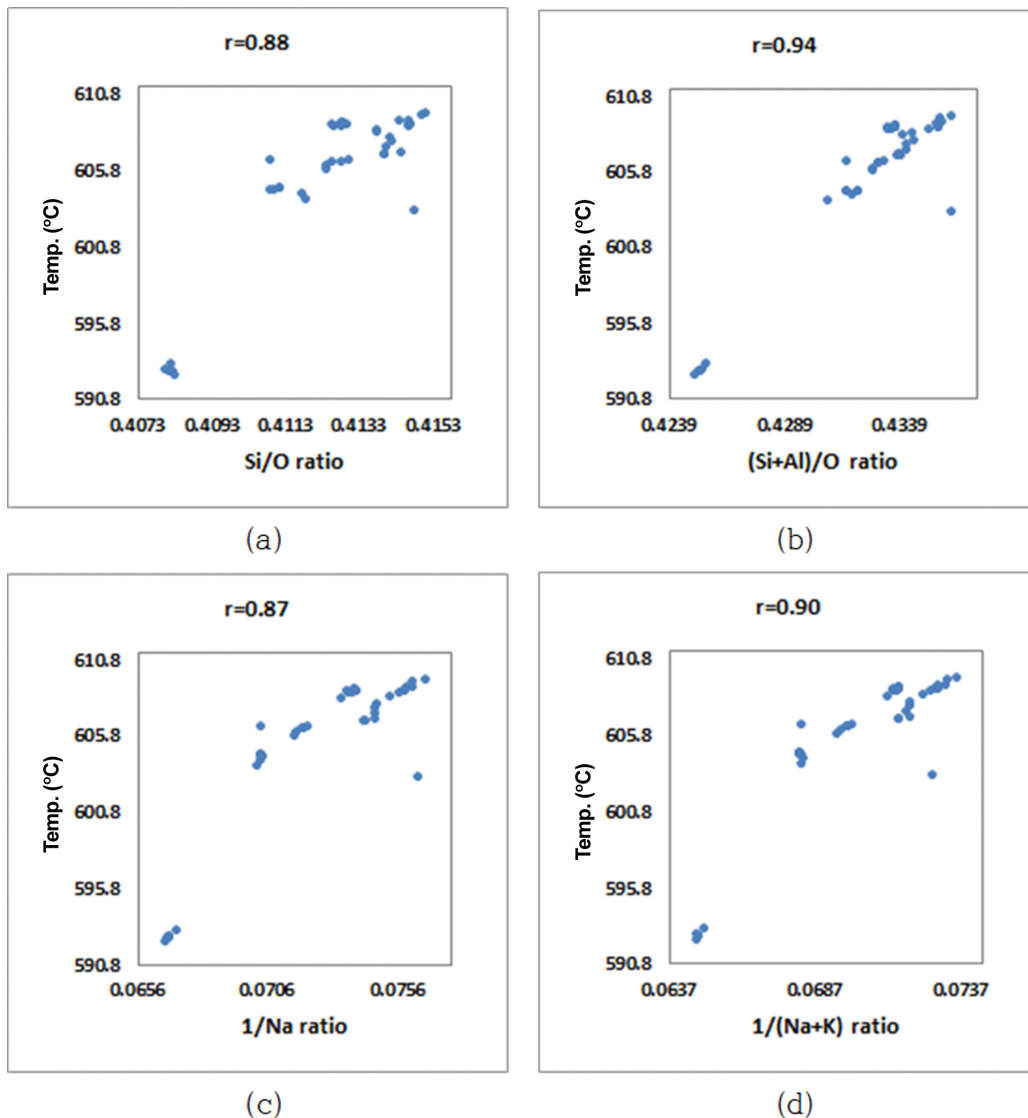 r=0.88
Temp. (°C)
610.8
605.8
600.8
595.8
590.8
0.4073 0.4093 0.4113 0.4133 0.4153
Si/O ratio
(a)
r=0.94
Temp. (°C)
610.8
605.8
600.8
595.8
590.8
0.4239 0.4289 0.4339
(Si+Al)/O ratio
(b)
r=0.87
Temp. (°C)
610.8
605.8
600.8
595.8
590.8
0.0656 0.0706 0.0756
1/Na ratio
(c)
r=0.90
Temp. (°C)
610.8
605.8
600.8
595.8
590.8
0.0637 0.0687 0.0737
1/(Na+K) ratio
(d)